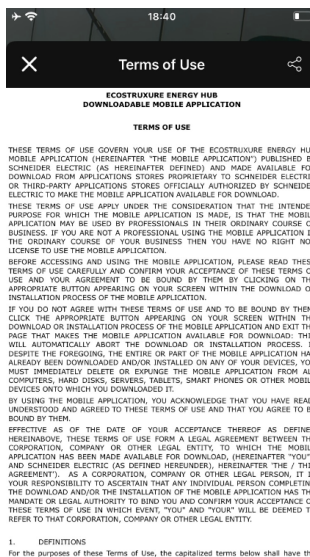 18:40
Terms of Use
ECOSTRUXURE ENERGY HUB
DOWNLOADABLE MOBILE APPLICATION
TERMS OF USE
THESE TERMS OF USE GOVERN YOUR USE OF THE ECOSTRUXURE ENERGY HU
MOBILE APPLICATION (HEREINAFTER "THE MOBILE APPLICATION") PUBLISHED B
SCHNEIDER ELECTRIC (AS HEREINAFTER DEFINED) AND MADE AVAILABLE FO
DOWNLOAD FROM APPLICATIONS STORES PROPRIETARY TO SCHNEIDER ELECTRI
OR THIRD-PARTY APPLICATIONS STORES OFFICIALLY AUTHORIZED BY SCHNEIDE
ELECTRIC TO MAKE THE MOBILE APPLICATION AVAILABLE FOR DOWNLOAD.
THESE TERMS OF USE APPLY UNDER THE CONSIDERATION THAT THE INTENDE
PURPOSE FOR WHICH THE MOBILE APPLICATION IS MADE, IS THAT THE MOBIL
APPLICATION MAY BE USED BY PROFESSIONALS IN THEIR ORDINARY COURSE O
BUSINESS. IF YOU ARE NOT A PROFESSIONAL USING THE MOBILE APPLICATION I
THE ORDINARY COURSE OF YOUR BUSINESS THEN YOU HAVE NO RIGHT NO
LICENSE TO USE THE MOBILE APPLICATION.
BEFORE ACCESSING AND USING THE MOBILE APPLICATION, PLEASE READ THES
TERMS OF USE CAREFULLY AND CONFIRM YOUR ACCEPTANCE OF THESE TERMS O
USE AND YOUR AGREEMENT TO BE BOUND BY THEM BY CLICKING ON TH
APPROPRIATE BUTTON APPEARING ON YOUR SCREEN WITHIN THE DOWNLOAD O
INSTALLATION PROCESS OF THE MOBILE APPLICATION.
IF YOU DO NOT AGREE WITH THESE TERMS OF USE AND TO BE BOUND BY THEM
CLICK THE APPROPRIATE BUTTON APPEARING ON YOUR SCREEN WITHIN TH
DOWNLOAD OR INSTALLATION PROCESS OF THE MOBILE APPLICATION AND EXIT TH
PAGE THAT MAKES THE MOBILE APPLICATION AVAILABLE FOR DOWNLOAD: THI
WILL AUTOMATICALLY ABORT THE DOWNLOAD OR INSTALLATION PROCESS. I
DESPITE THE FOREGOING, THE ENTIRE OR PART OF THE MOBILE APPLICATION HA
ALREADY BEEN DOWNLOADED AND/OR INSTALLED ON ANY OF YOUR DEVICES, YO
MUST IMMEDIATELY DELETE OR EXPUNGE THE MOBILE APPLICATION FROM AL
COMPUTERS, HARD DISKS, SERVERS, TABLETS, SMART PHONES OR OTHER MOBIL
DEVICES ONTO WHICH YOU DOWNLOADED IT.
BY USING THE MOBILE APPLICATION, YOU ACKNOWLEDGE THAT YOU HAVE READ
UNDERSTOOD AND AGREED TO THESE TERMS OF USE AND THAT YOU AGREE TO B
BOUND BY THEM.
EFFECTIVE AS OF THE DATE OF YOUR ACCEPTANCE THEREOF AS DEFINE
HEREINABOVE, THESE TERMS OF USE FORM A LEGAL AGREEMENT BETWEEN TH
CORPORATION, COMPANY OR OTHER LEGAL ENTITY, TO WHICH THE MOBIL
APPLICATION HAS BEEN MADE AVAILABLE FOR DOWNLOAD, (HEREINAFTER "YOU"
AND SCHNEIDER ELECTRIC (AS DEFINED HEREUNDER), HEREINAFTER 'THE / THI
AGREEMENT'). AS A CORPORATION, COMPANY OR OTHER LEGAL PERSON, IT I
YOUR RESPONSIBILITY TO ASCERTAIN THAT ANY INDIVIDUAL PERSON COMPLETIN
THE DOWNLOAD AND/OR THE INSTALLATION OF THE MOBILE APPLICATION HAS TH
MANDATE OR LEGAL AUTHORITY TO BIND YOU AND CONFIRM YOUR ACCEPTANCE O
THESE TERMS OF USE IN WHICH EVENT, "YOU" AND "YOUR" WILL BE DEEMED T
REFER TO THAT CORPORATION, COMPANY OR OTHER LEGAL ENTITY.
1. DEFINITIONS
For the purposes of these Terms of Use, the capitalized terms below shall have th